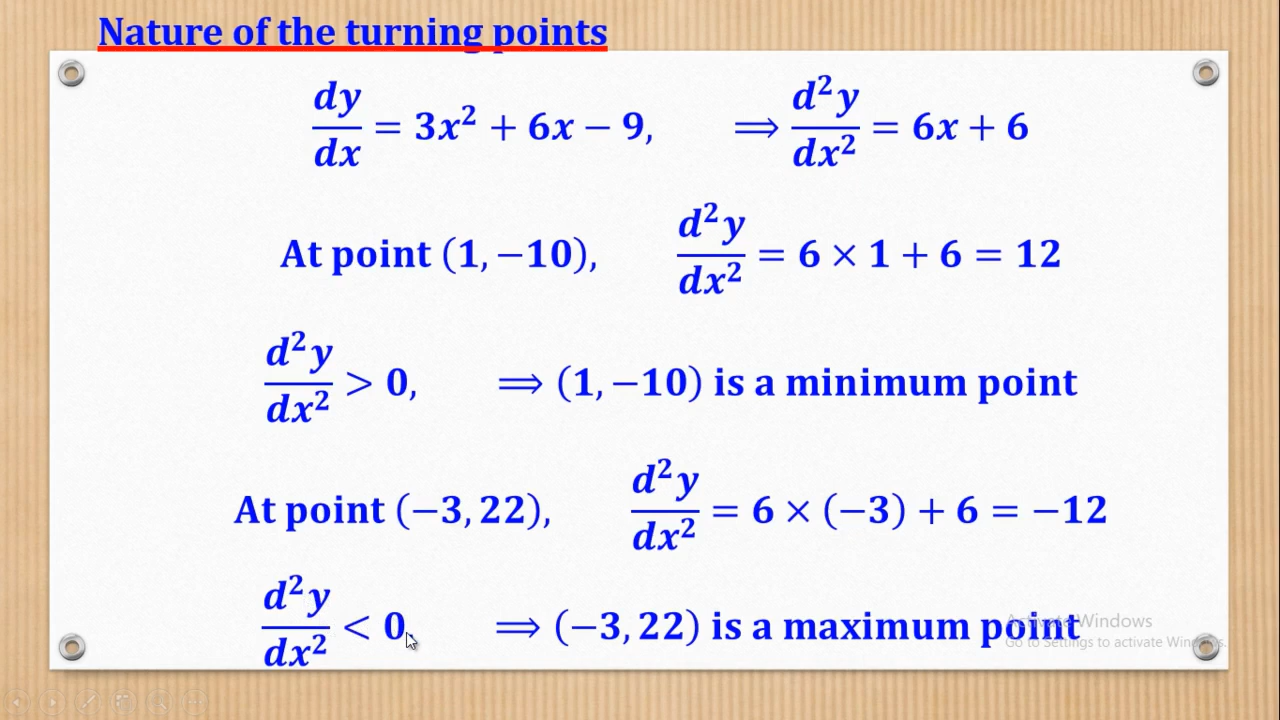 Nature of the turning points
dy/dx = 3x² + 6x − 9, ⟹ d²y/dx² = 6x + 6
At point (1, −10), d²y/dx² = 6 × 1 + 6 = 12
d²y/dx² > 0, ⟹ (1, −10) is a minimum point
At point (−3, 22), d²y/dx² = 6 × (−3) + 6 = −12
d²y/dx² < 0, ⟹ (−3, 22) is a maximum point
Activate Windows
Go to Settings to activate Windows.